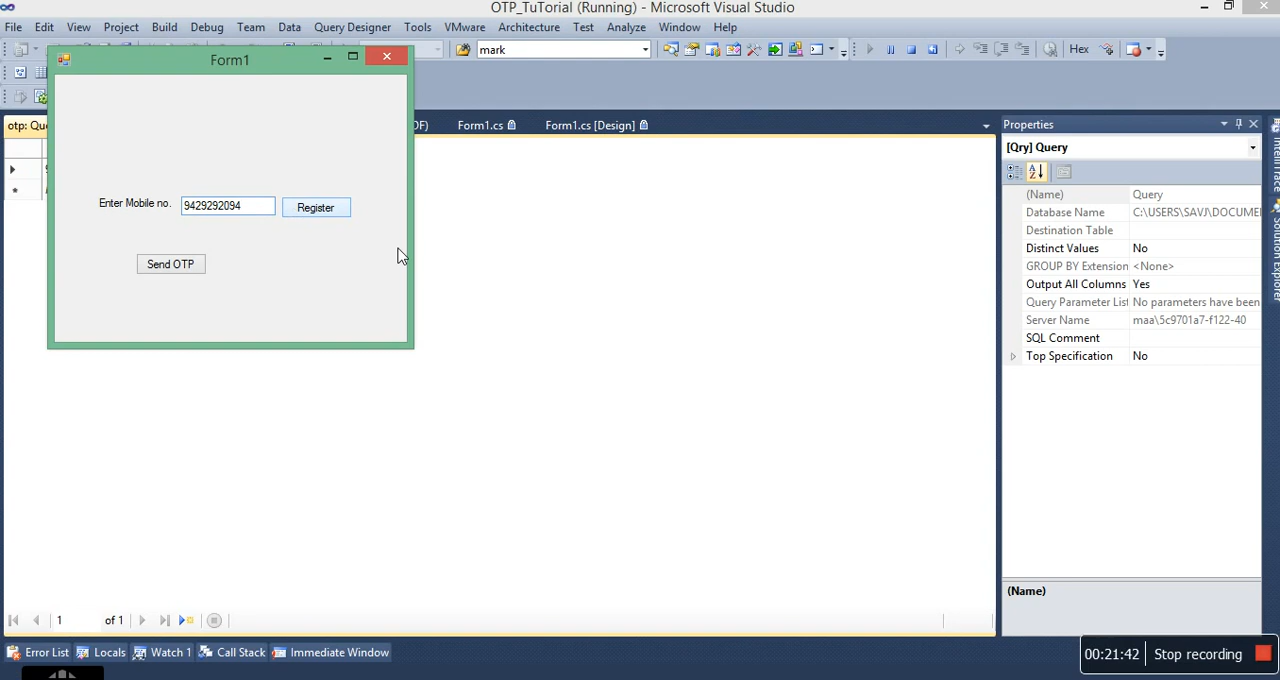 OTP_TuTorial (Running) - Microsoft Visual Studio
File Edit View Project Build Debug Team Data Query Designer Tools VMware Architecture Test Analyze Window Help
mark
Hex
Form1
otp: Qu
DF)
Form1.cs
Form1.cs [Design]
Enter Mobile no.
9429292094
Register
Send OTP
Properties
[Qry] Query
(Name) Query
Database Name C:\USERS\SAVJ\DOCUME
Destination Table
Distinct Values No
GROUP BY Extension <None>
Output All Columns Yes
Query Parameter List No parameters have been
Server Name maa\5c9701a7-f122-40
SQL Comment
Top Specification No
(Name)
IntelliTrace
Solution Explorer
1 of 1
Error List Locals Watch 1 Call Stack Immediate Window
00:21:42 Stop recording